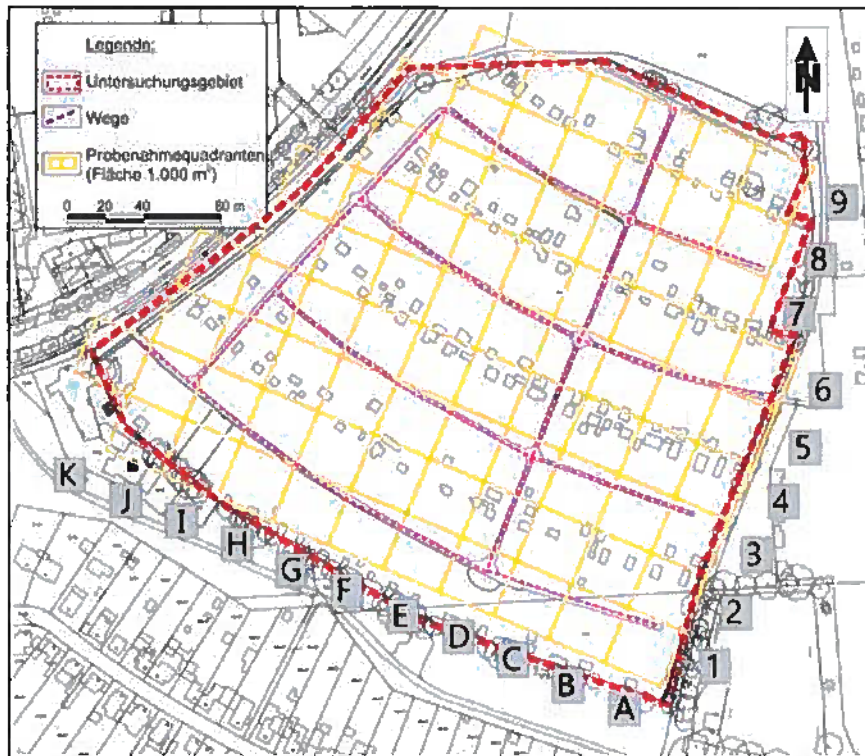 Legende:
Untersuchungsgebiet
Wege
Probenahmequadranten
(Fläche 1.000 m²)
0 20 40 80 m
N
9
8
7
6
5
4
3
2
1
K
J
I
H
G
F
E
D
C
B
A